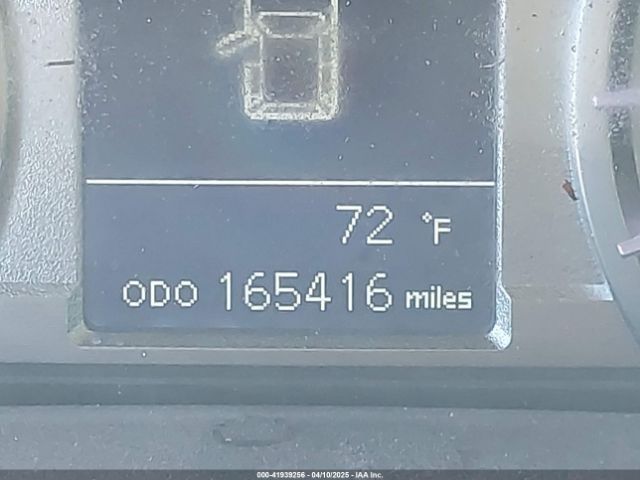 72 °F
ODO 165416 miles
000-41939256 - 04/10/2025 - IAA Inc.